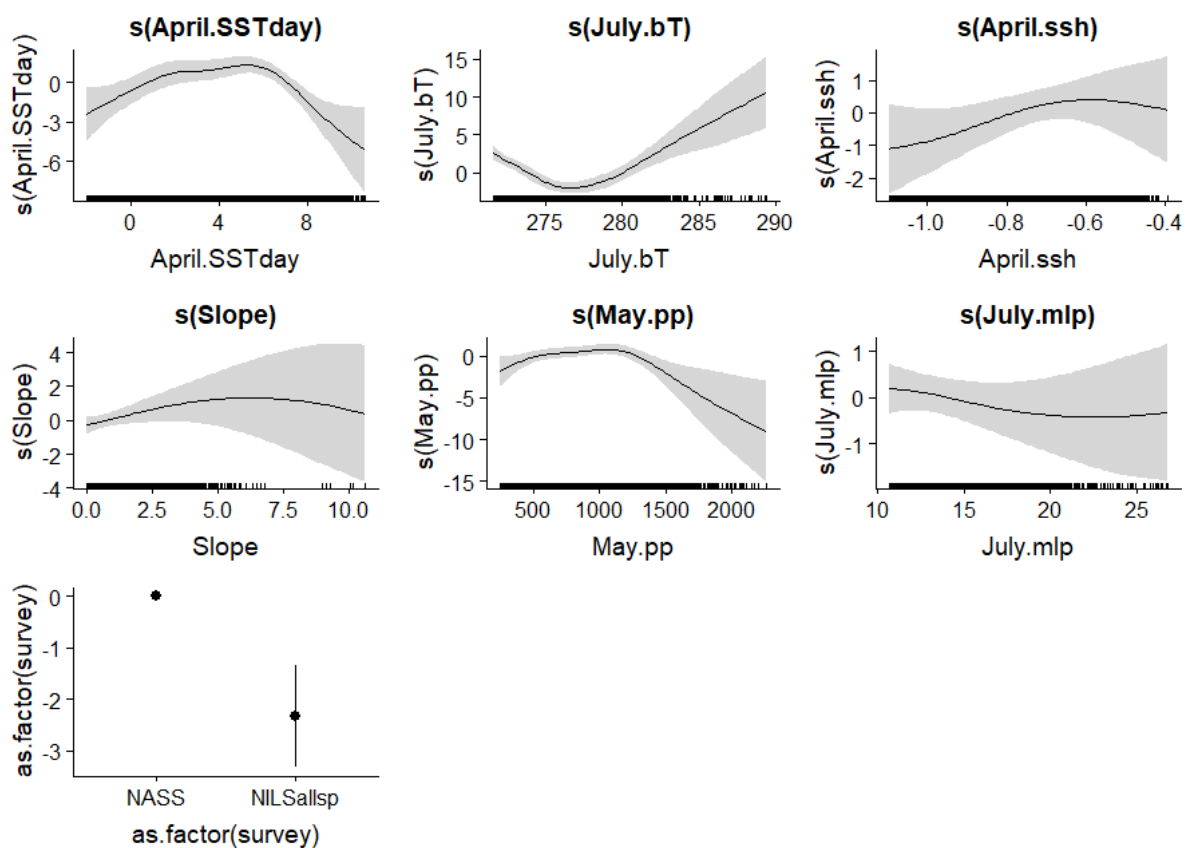 s(April.SSTday)
s(April.SSTday)
0
-3
-6
0
4
8
April.SSTday
s(July.bT)
s(July.bT)
15
10
5
0
275
280
285
290
July.bT
s(April.ssh)
s(April.ssh)
1
0
-1
-2
-1.0
-0.8
-0.6
-0.4
April.ssh
s(Slope)
s(Slope)
4
2
0
-2
-4
0.0
2.5
5.0
7.5
10.0
Slope
s(May.pp)
s(May.pp)
0
-5
-10
-15
500
1000
1500
2000
May.pp
s(July.mlp)
s(July.mlp)
1
0
-1
10
15
20
25
July.mlp
as.factor(survey)
0
-1
-2
-3
NASS
NILSallsp
as.factor(survey)